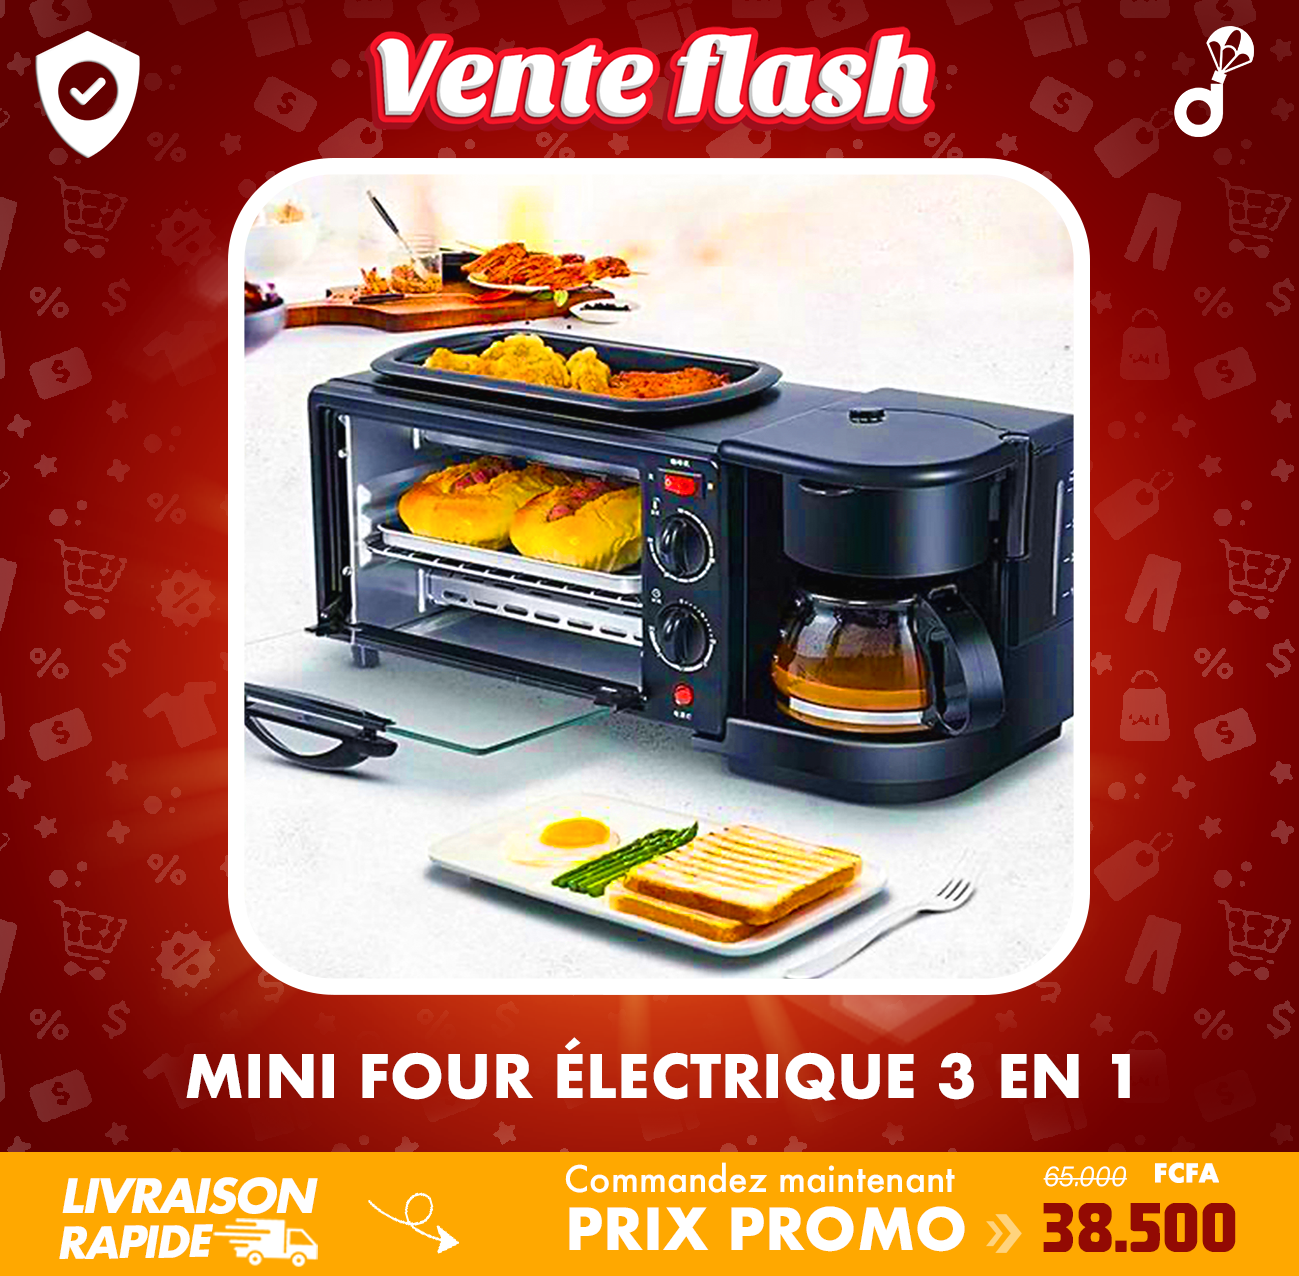 Vente flash
MINI FOUR ÉLECTRIQUE 3 EN 1
LIVRAISON
RAPIDE
Commandez maintenant
PRIX PROMO
65.000 FCFA
38.500